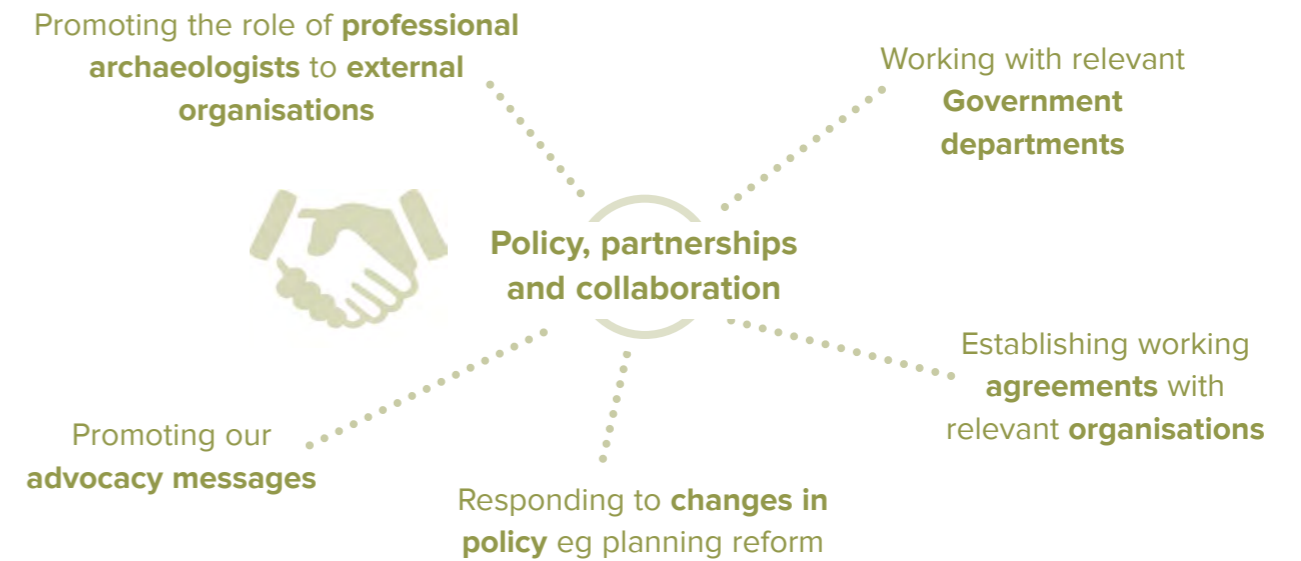 Promoting the role of professional
archaeologists to external
organisations
Working with relevant
Government
departments
Policy, partnerships
and collaboration
Establishing working
agreements with
relevant organisations
Promoting our
advocacy messages
Responding to changes in
policy eg planning reform